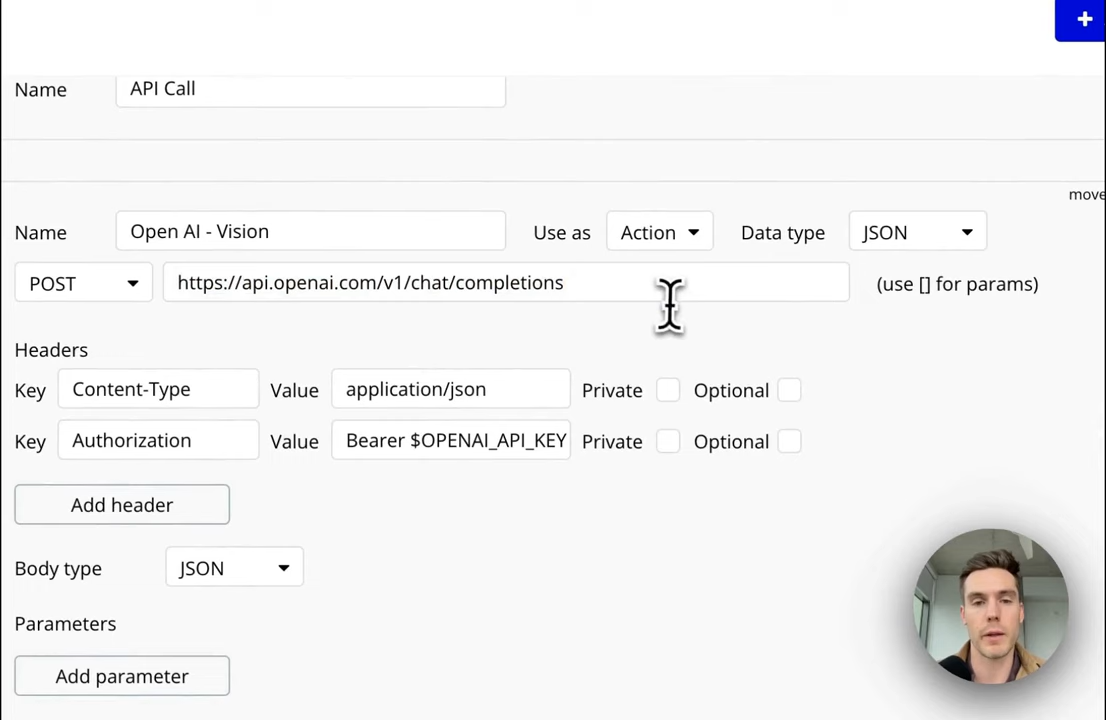 Name API Call
move
Name Open AI - Vision Use as Action Data type JSON
POST https://api.openai.com/v1/chat/completions (use [] for params)
Headers
Key Content-Type Value application/json Private Optional
Key Authorization Value Bearer $OPENAI_API_KEY Private Optional
Add header
Body type JSON
Parameters
Add parameter